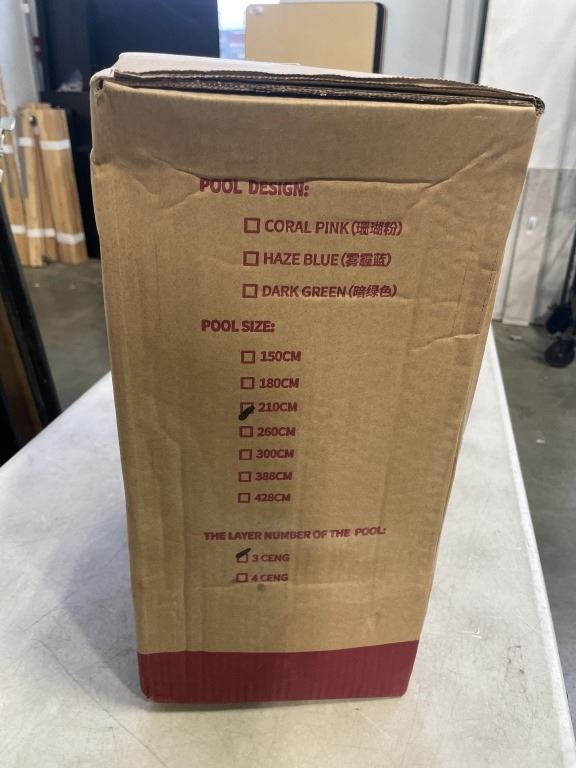 POOL DESIGN:
CORAL PINK(珊瑚粉)
HAZE BLUE(雾霾蓝)
DARK GREEN(暗绿色)
POOL SIZE:
150CM
180CM
210CM
260CM
300CM
388CM
428CM
THE LAYER NUMBER OF THE POOL:
3 CENG
4 CENG